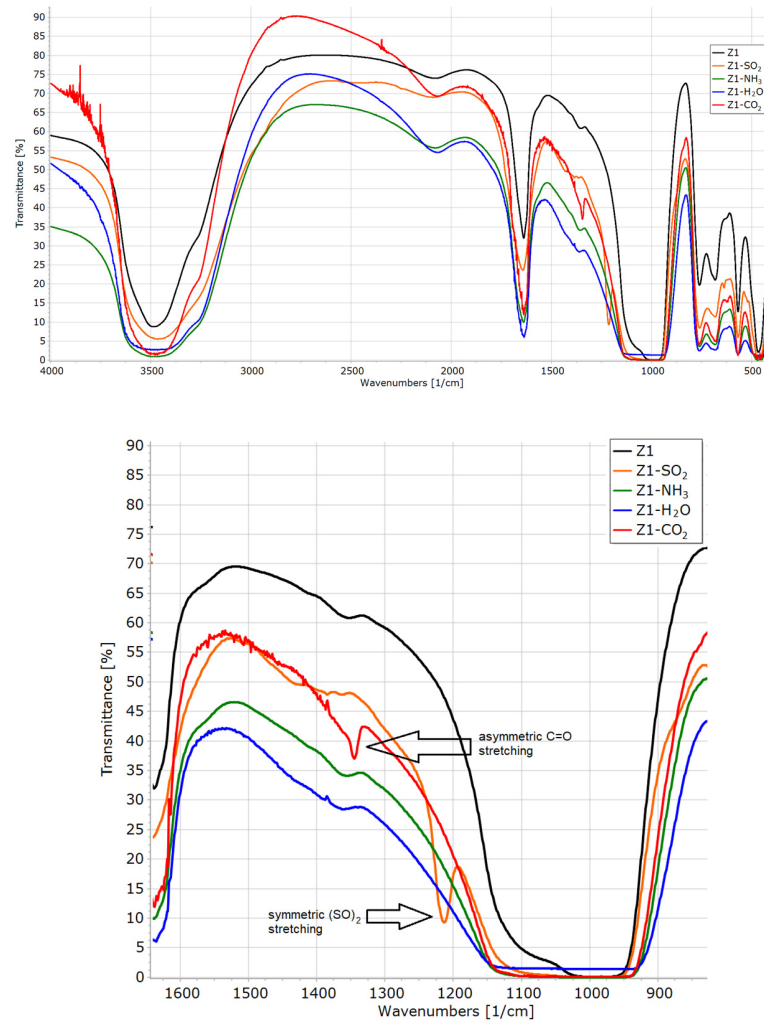 90
85
80
75
70
65
60
55
50
45
40
35
30
25
20
15
10
5
0
Transmittance [%]
4000 3500 3000 2500 2000 1500 1000 500
Wavenumbers [1/cm]
Z1
Z1-SO₂
Z1-NH₃
Z1-H₂O
Z1-CO₂
90
85
80
75
70
65
60
55
50
45
40
35
30
25
20
15
10
5
0
Transmittance [%]
Z1
Z1-SO₂
Z1-NH₃
Z1-H₂O
Z1-CO₂
asymmetric C=O
stretching
symmetric (SO)₂
stretching
1600 1500 1400 1300 1200 1100 1000 900
Wavenumbers [1/cm]